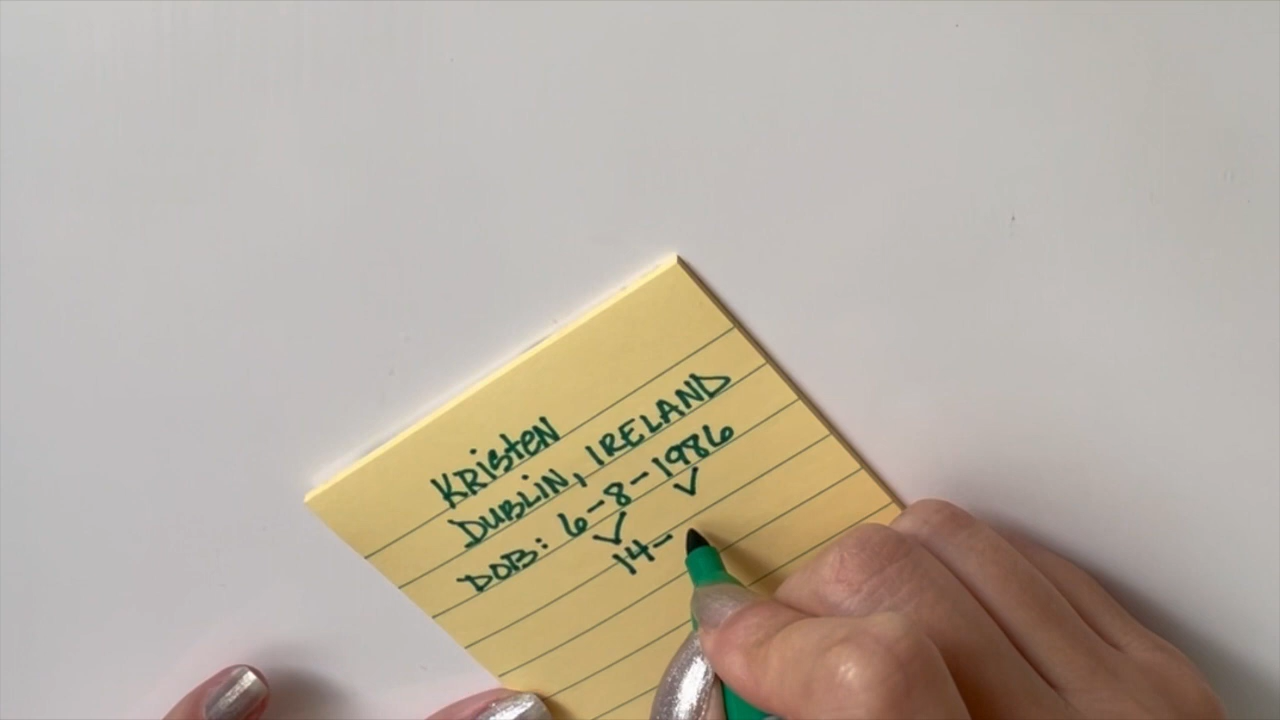 KRisteN
DUBLiN, IRELAND
DOB: 6-8-1986
14-